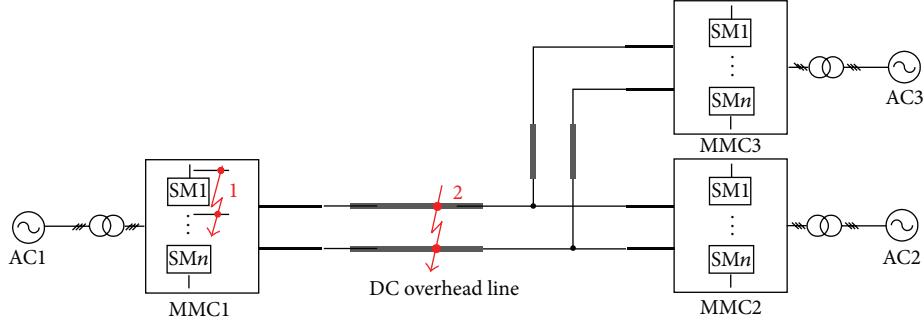 SM1
SMn
AC3
MMC3
SM1
1
SMn
AC1
MMC1
2
DC overhead line
SM1
SMn
AC2
MMC2